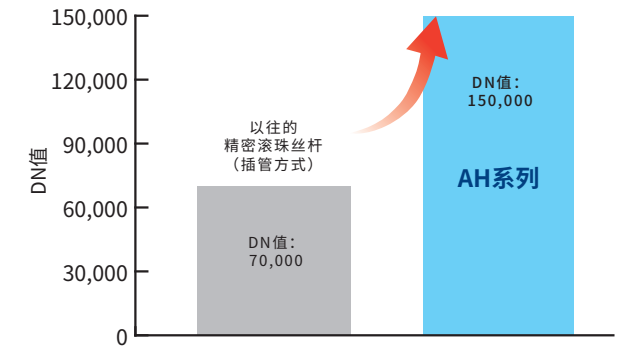 150,000
120,000
90,000
60,000
30,000
0
DN值
以往的
精密滚珠丝杆
（插管方式）
DN值：
70,000
DN值：
150,000
AH系列